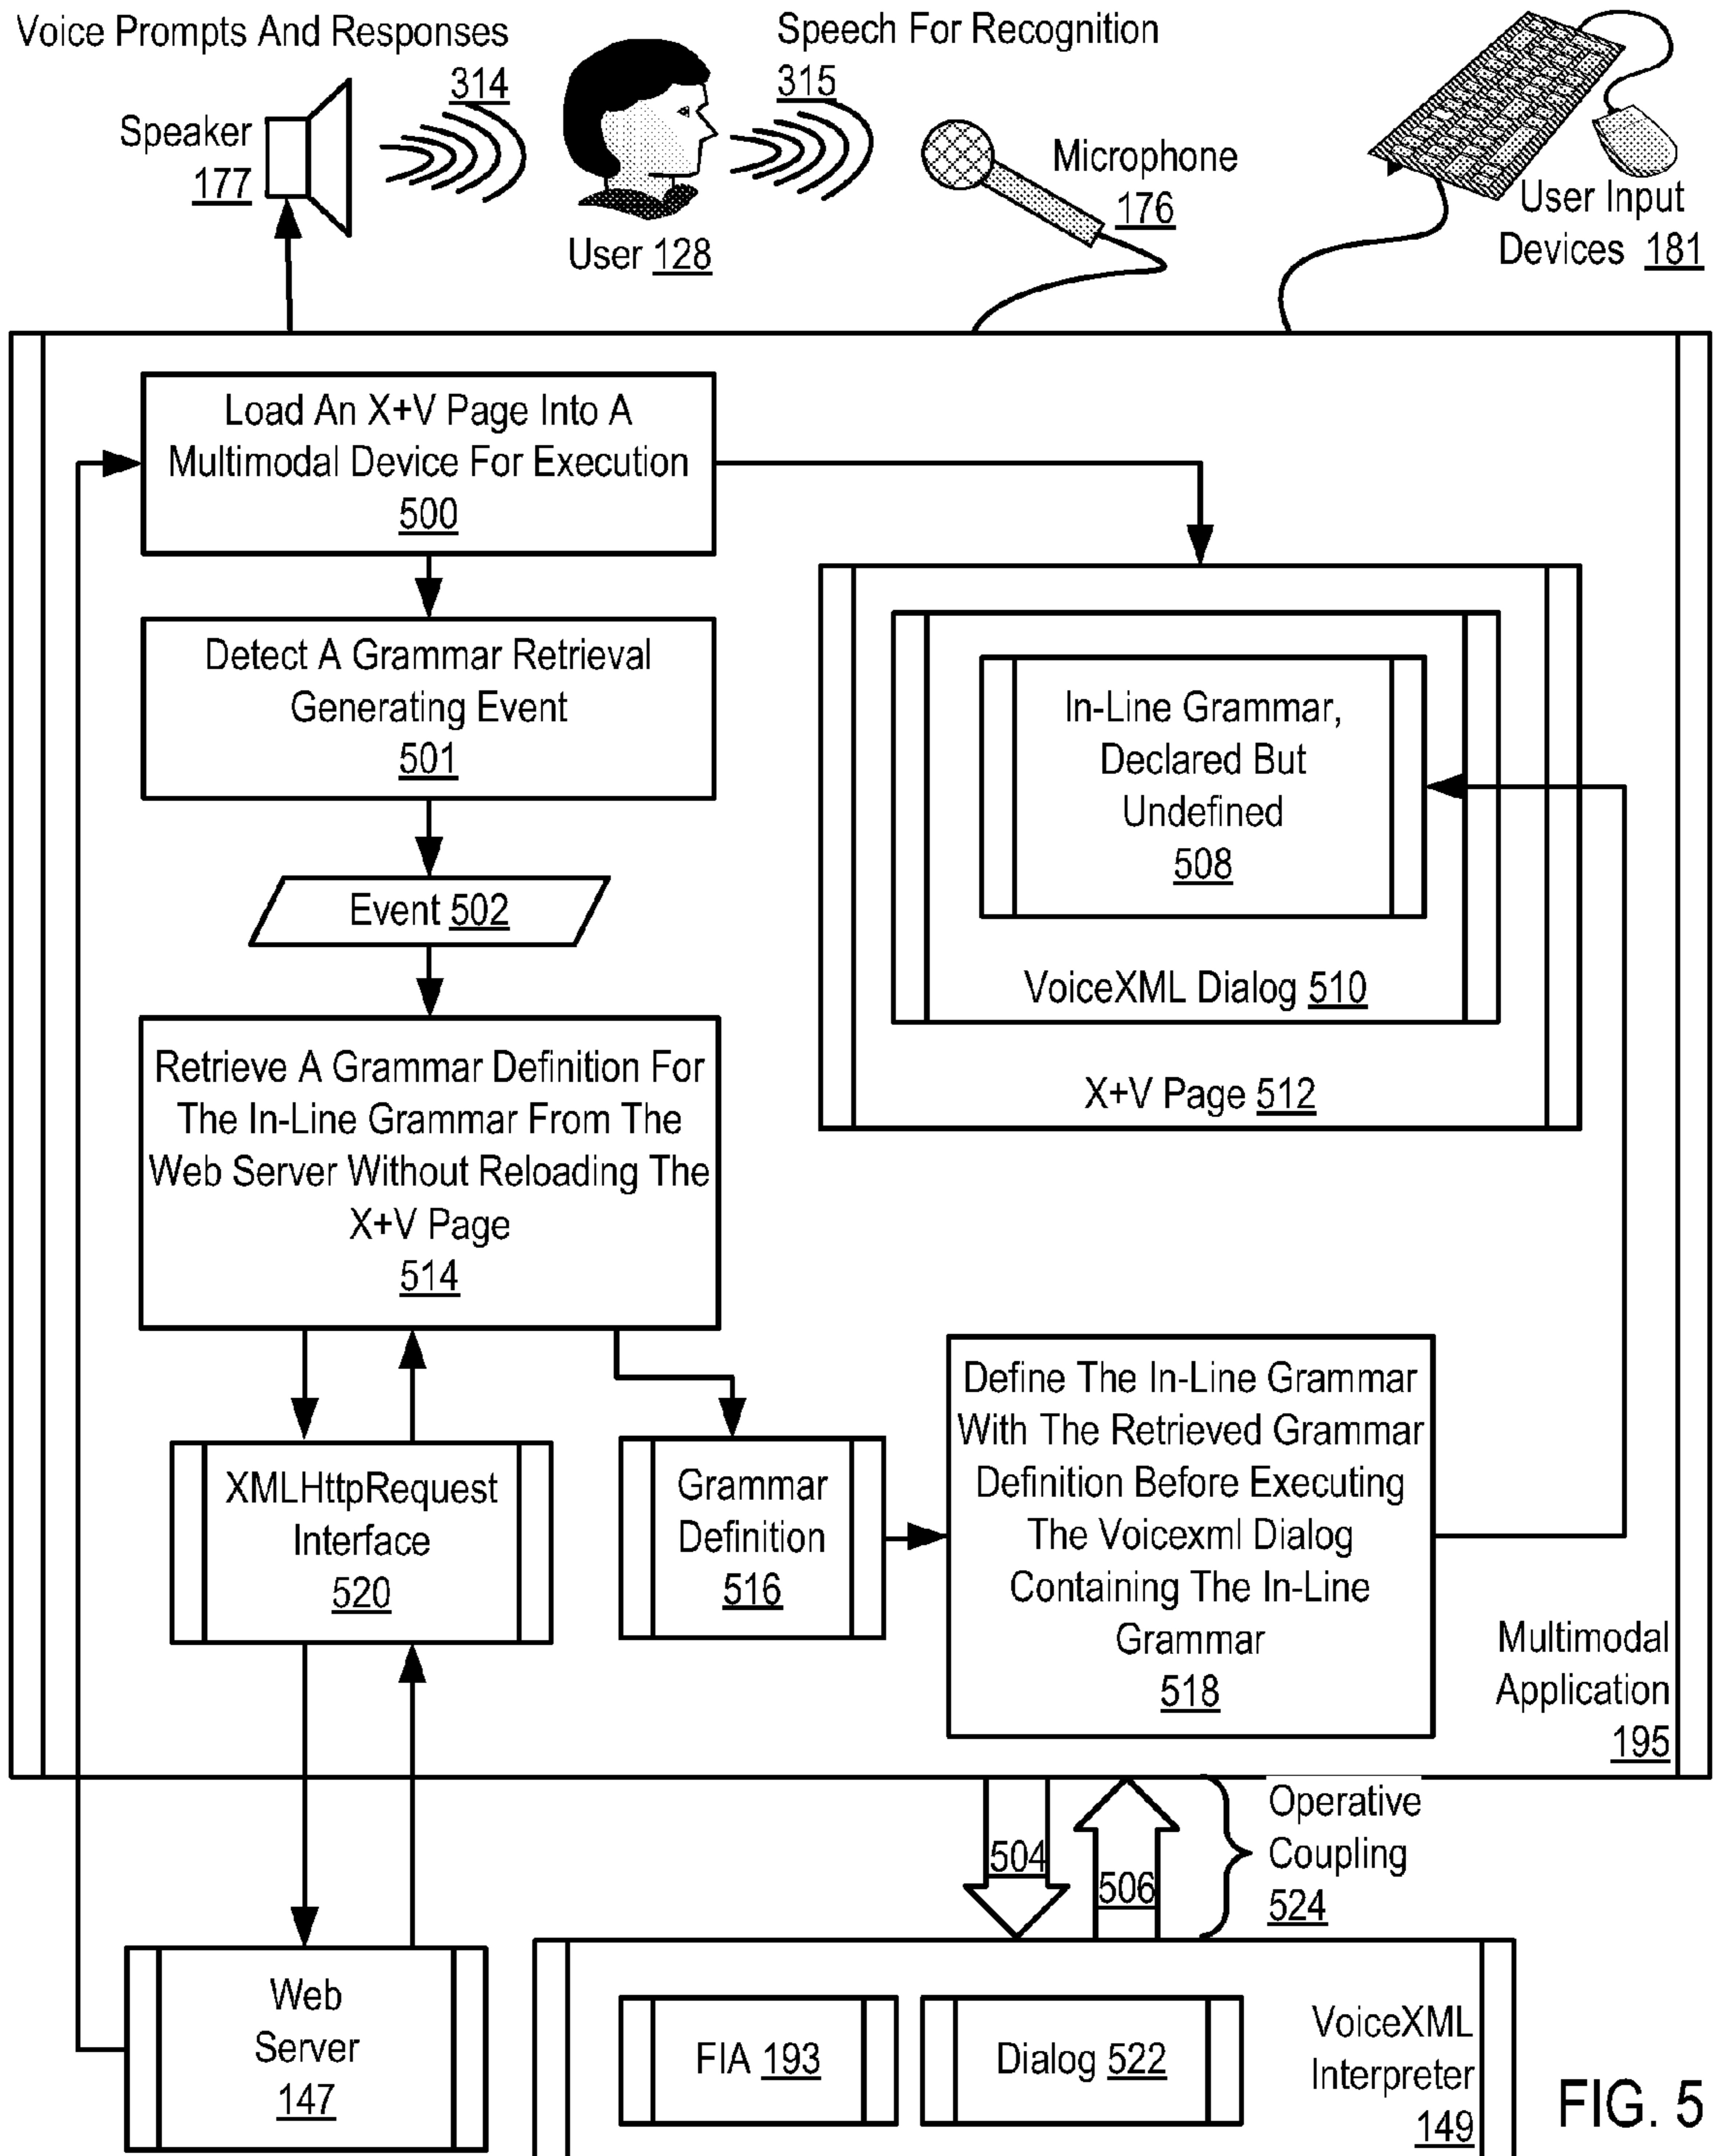 Voice Prompts And Responses
314
Speech For Recognition
315
Speaker
177
User 128
Microphone
176
User Input
Devices 181
Load An X+V Page Into A
Multimodal Device For Execution
500
Detect A Grammar Retrieval
Generating Event
501
Event 502
In-Line Grammar,
Declared But
Undefined
508
VoiceXML Dialog 510
X+V Page 512
Retrieve A Grammar Definition For
The In-Line Grammar From The
Web Server Without Reloading The
X+V Page
514
XMLHttpRequest
Interface
520
Grammar
Definition
516
Define The In-Line Grammar
With The Retrieved Grammar
Definition Before Executing
The Voicexml Dialog
Containing The In-Line
Grammar
518
Multimodal
Application
195
504
506
Operative
Coupling
524
Web
Server
147
FIA 193
Dialog 522
VoiceXML
Interpreter
149
FIG. 5